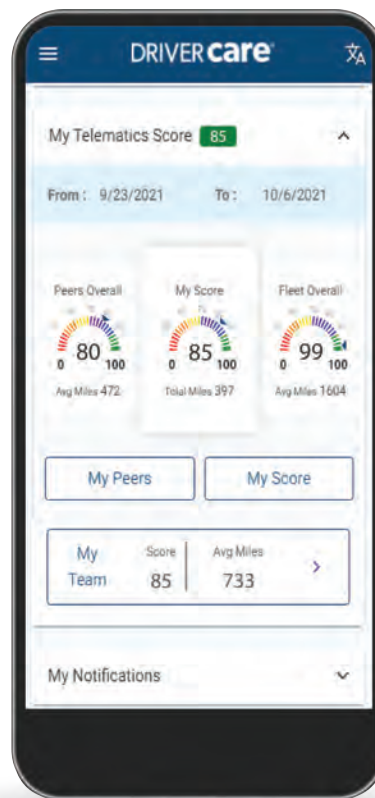 DRIVERcare
My Telematics Score 85
From : 9/23/2021 To : 10/6/2021
Peers Overall My Score Fleet Overall
80 85 99
0 100 0 100 0 100
Avg Miles 472 Total Miles 397 Avg Miles 1604
My Peers My Score
My Team Score Avg Miles
85 733
My Notifications